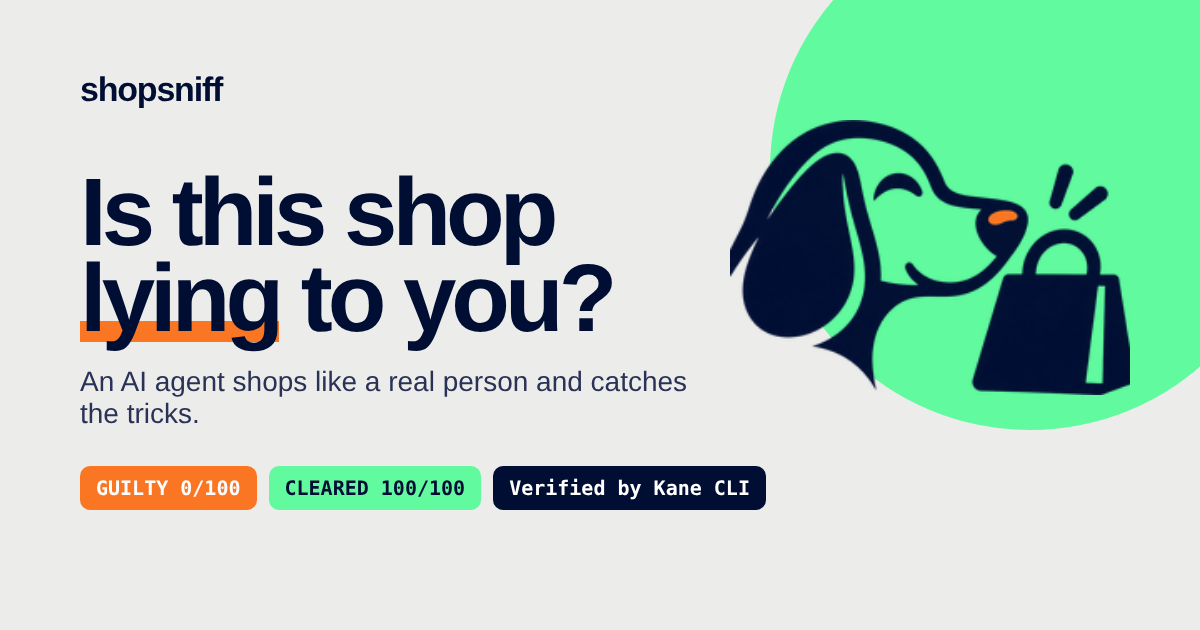 shopsniff
Is this shop
lying to you?
An AI agent shops like a real person and catches
the tricks.
GUILTY 0/100
CLEARED 100/100
Verified by Kane CLI